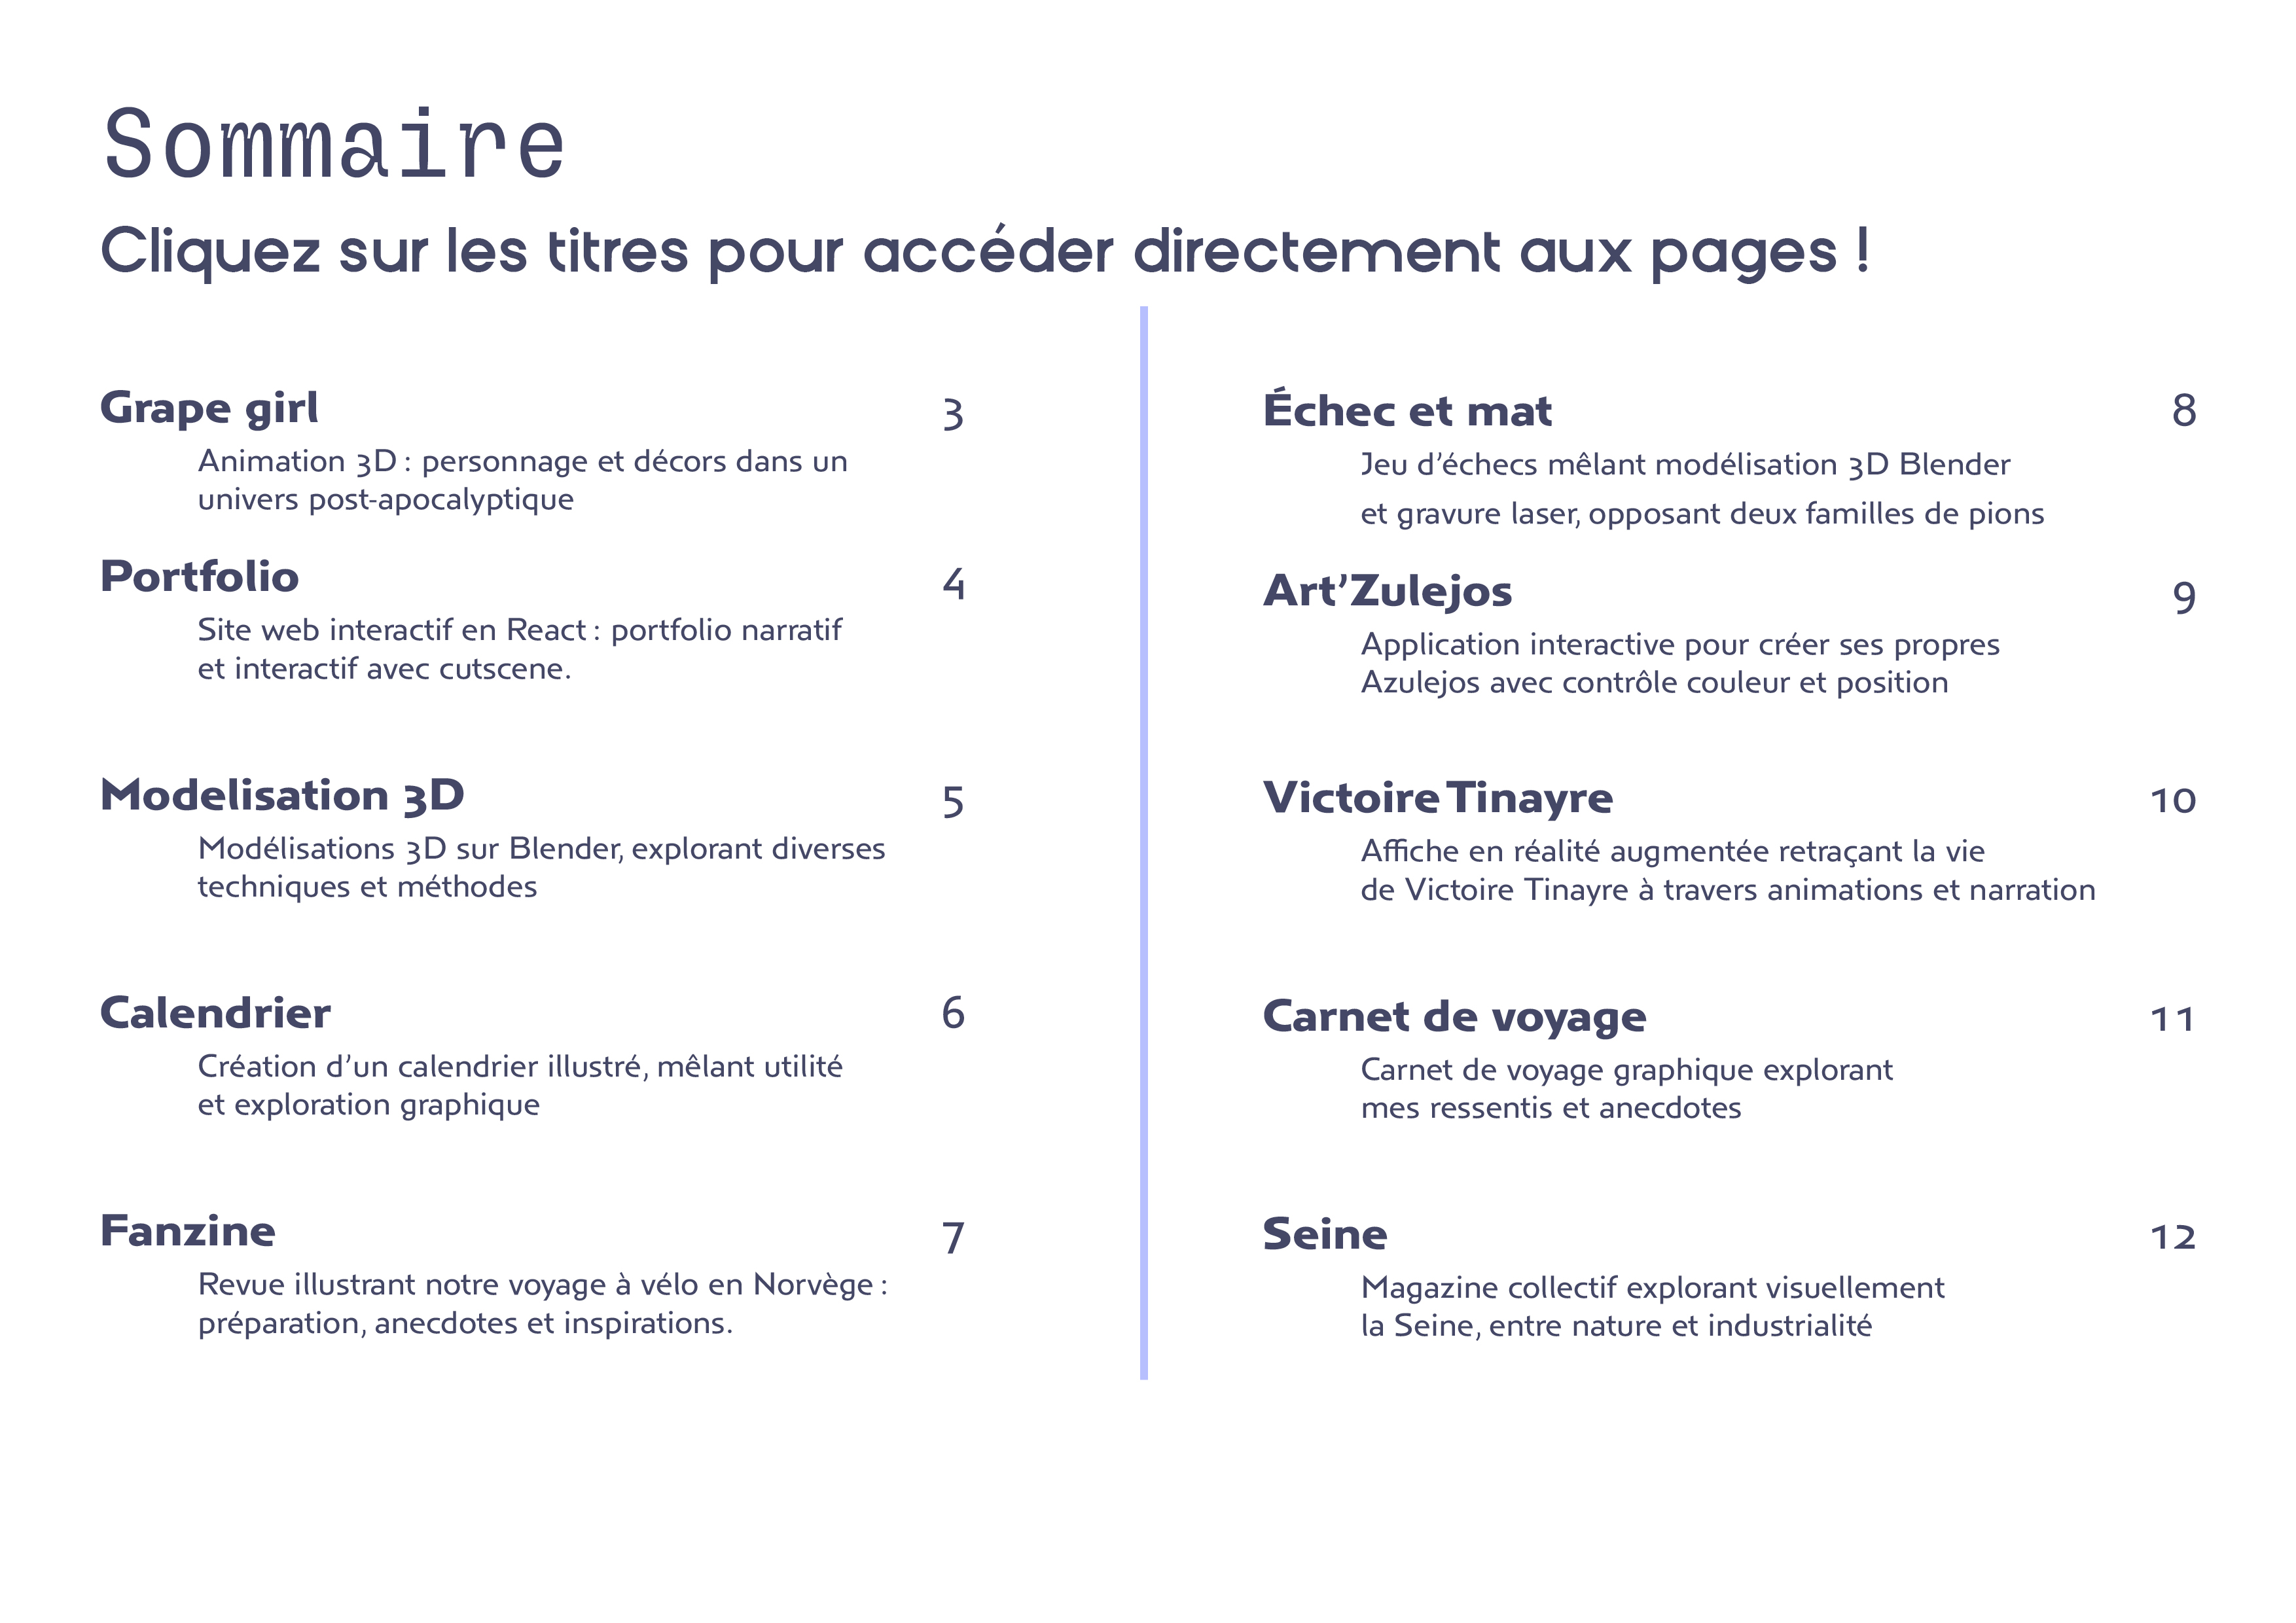 Sommaire
Cliquez sur les titres pour accéder directement aux pages !
Grape girl 3
Animation 3D : personnage et décors dans un
univers post-apocalyptique
Portfolio 4
Site web interactif en React : portfolio narratif
et interactif avec cutscene.
Modelisation 3D 5
Modélisations 3D sur Blender, explorant diverses
techniques et méthodes
Calendrier 6
Création d’un calendrier illustré, mêlant utilité
et exploration graphique
Fanzine 7
Revue illustrant notre voyage à vélo en Norvège :
préparation, anecdotes et inspirations.
Échec et mat 8
Jeu d’échecs mêlant modélisation 3D Blender
et gravure laser, opposant deux familles de pions
Art’Zulejos 9
Application interactive pour créer ses propres
Azulejos avec contrôle couleur et position
Victoire Tinayre 10
Affiche en réalité augmentée retraçant la vie
de Victoire Tinayre à travers animations et narration
Carnet de voyage 11
Carnet de voyage graphique explorant
mes ressentis et anecdotes
Seine 12
Magazine collectif explorant visuellement
la Seine, entre nature et industrialité